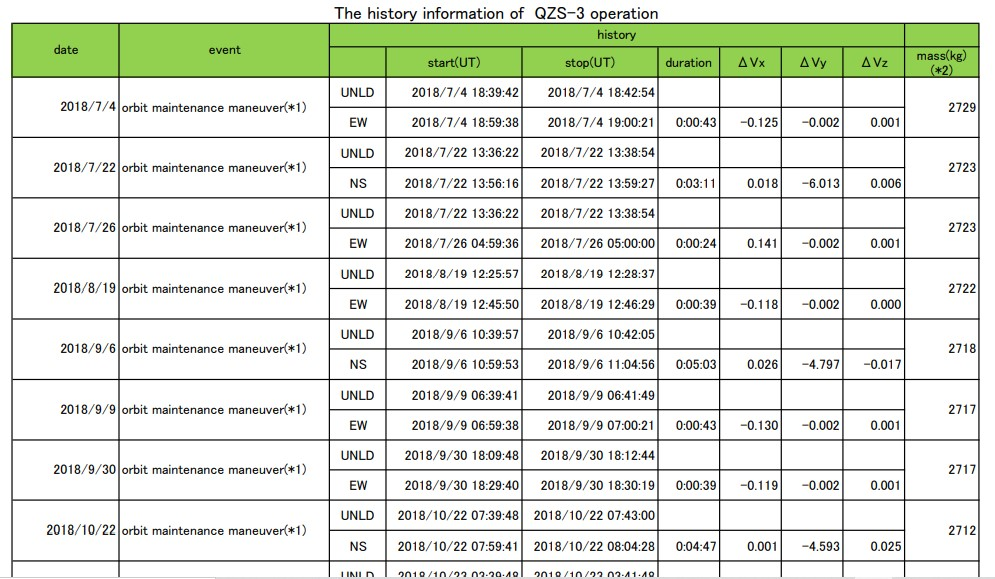 The history information of QZS-3 operation
date event history mass(kg) (*2)
start(UT) stop(UT) duration ΔVx ΔVy ΔVz
2018/7/4 orbit maintenance maneuver(*1) 2729
UNLD 2018/7/4 18:39:42 2018/7/4 18:42:54
EW 2018/7/4 18:59:38 2018/7/4 19:00:21 0:00:43 -0.125 -0.002 0.001
2018/7/22 orbit maintenance maneuver(*1) 2723
UNLD 2018/7/22 13:36:22 2018/7/22 13:38:54
NS 2018/7/22 13:56:16 2018/7/22 13:59:27 0:03:11 0.018 -6.013 0.006
2018/7/26 orbit maintenance maneuver(*1) 2723
UNLD 2018/7/22 13:36:22 2018/7/22 13:38:54
EW 2018/7/26 04:59:36 2018/7/26 05:00:00 0:00:24 0.141 -0.002 0.001
2018/8/19 orbit maintenance maneuver(*1) 2722
UNLD 2018/8/19 12:25:57 2018/8/19 12:28:37
EW 2018/8/19 12:45:50 2018/8/19 12:46:29 0:00:39 -0.118 -0.002 0.000
2018/9/6 orbit maintenance maneuver(*1) 2718
UNLD 2018/9/6 10:39:57 2018/9/6 10:42:05
NS 2018/9/6 10:59:53 2018/9/6 11:04:56 0:05:03 0.026 -4.797 -0.017
2018/9/9 orbit maintenance maneuver(*1) 2717
UNLD 2018/9/9 06:39:41 2018/9/9 06:41:49
EW 2018/9/9 06:59:38 2018/9/9 07:00:21 0:00:43 -0.130 -0.002 0.001
2018/9/30 orbit maintenance maneuver(*1) 2717
UNLD 2018/9/30 18:09:48 2018/9/30 18:12:44
EW 2018/9/30 18:29:40 2018/9/30 18:30:19 0:00:39 -0.119 -0.002 0.001
2018/10/22 orbit maintenance maneuver(*1) 2712
UNLD 2018/10/22 07:39:48 2018/10/22 07:43:00
NS 2018/10/22 07:59:41 2018/10/22 08:04:28 0:04:47 0.001 -4.593 0.025
UNLD 2018/10/23 03:39:48 2018/10/23 03:41:48